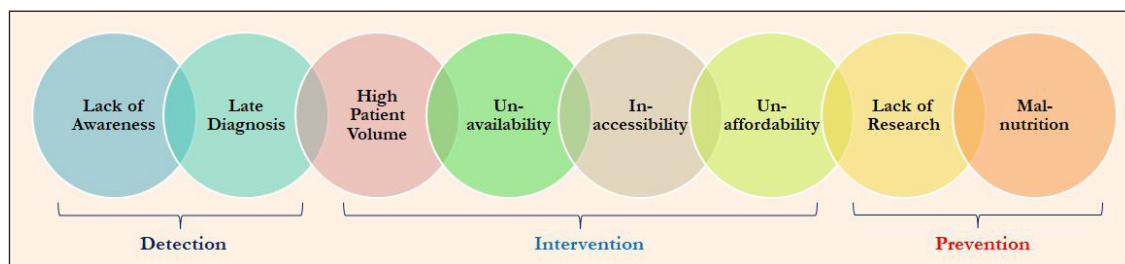 Lack of
Awareness
Late
Diagnosis
High
Patient
Volume
Un-
availability
In-
accessibility
Un-
affordability
Lack of
Research
Mal-
nutrition
Detection
Intervention
Prevention